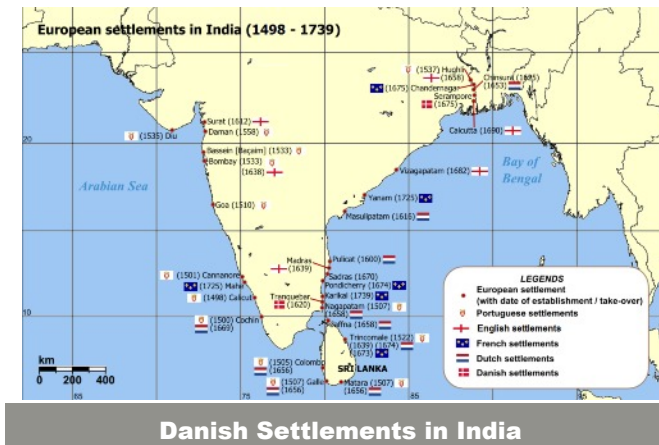 European settlements in India (1498 - 1739)
(1537) Hughli
(1658)
Chinsura (1635)
(1653)
(1675) Chandernagar
Serampore
(1675)
Calcutta (1690)
Surat (1612)
Daman (1558)
(1535) Diu
20
Bassein [Baçaim] (1533)
Bombay (1533)
(1638)
Vizagapatam (1682)
Bay of
Bengal
Arabian Sea
Yanam (1725)
Goa (1510)
Masulipatam (1618)
Pulicat (1600)
Madras
(1639)
Sadras (1670)
(1501) Cannanore
Pondicherry (1674)
(1725) Mahé
Karikal (1739)
(1498) Calicut
Tranquebar
(1620)
Nagapatam (1507)
(1658)
10
(1500) Cochin
(1669)
Jaffna (1658)
Trincomale (1522)
(1639) (1674)
(1673)
(1505) Colombo
(1656)
SRI LANKA
(1507) Galle
(1656)
Matara (1507)
(1656)
km
0 200 400
65
75
85
95
LEGENDS
European settlement
(with date of establishment / take-over)
Portuguese settlements
English settlements
French settlements
Dutch settlements
Danish settlements
Danish Settlements in India